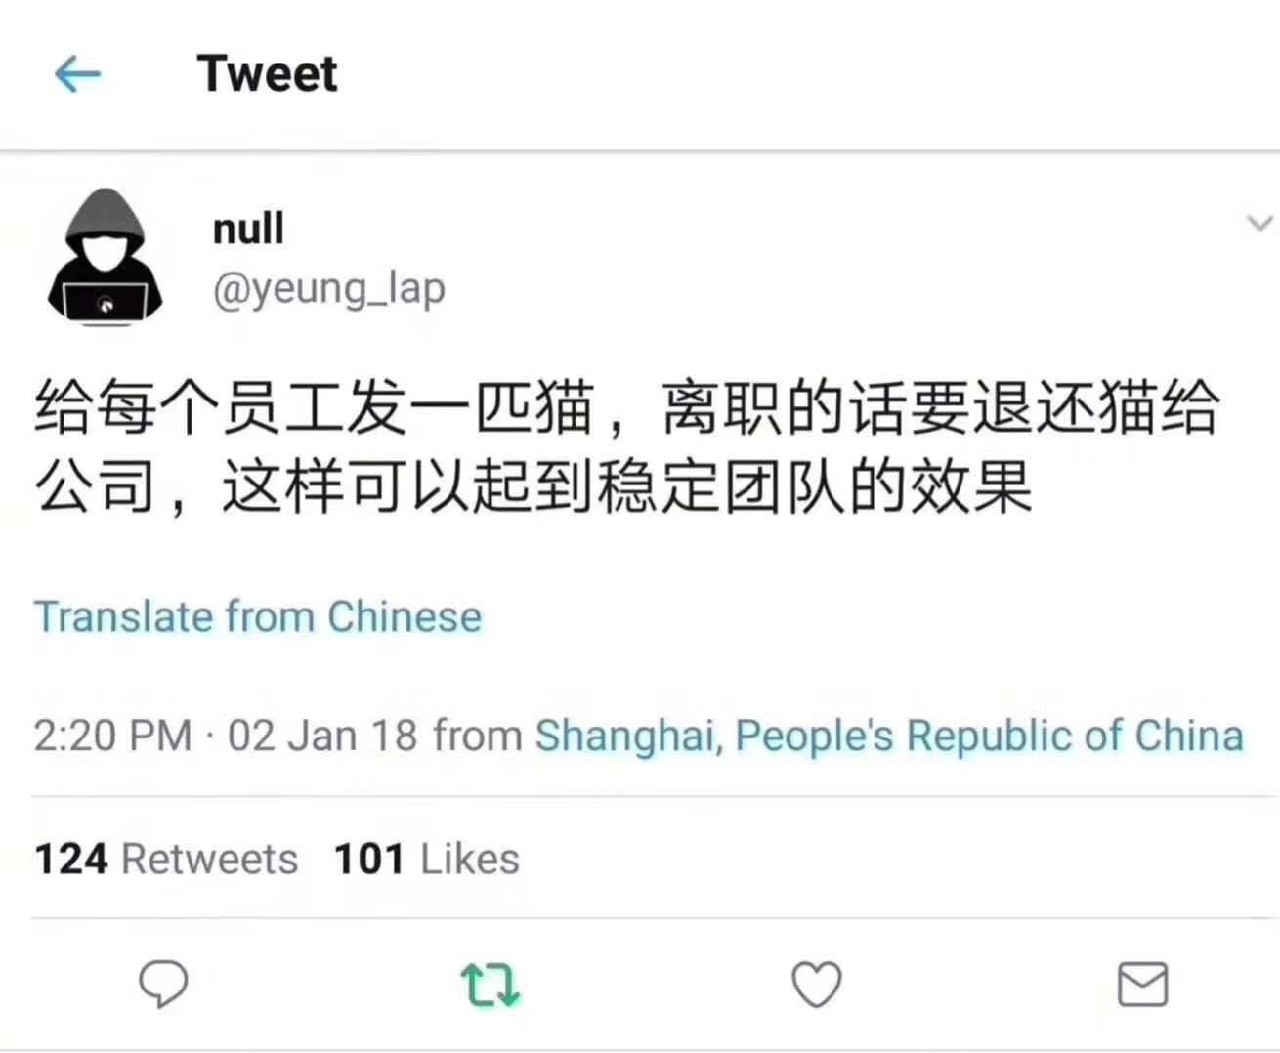 Tweet
null
@yeung_lap
给每个员工发一匹猫，离职的话要退还猫给
公司，这样可以起到稳定团队的效果
Translate from Chinese
2:20 PM · 02 Jan 18 from Shanghai, People's Republic of China
124 Retweets 101 Likes